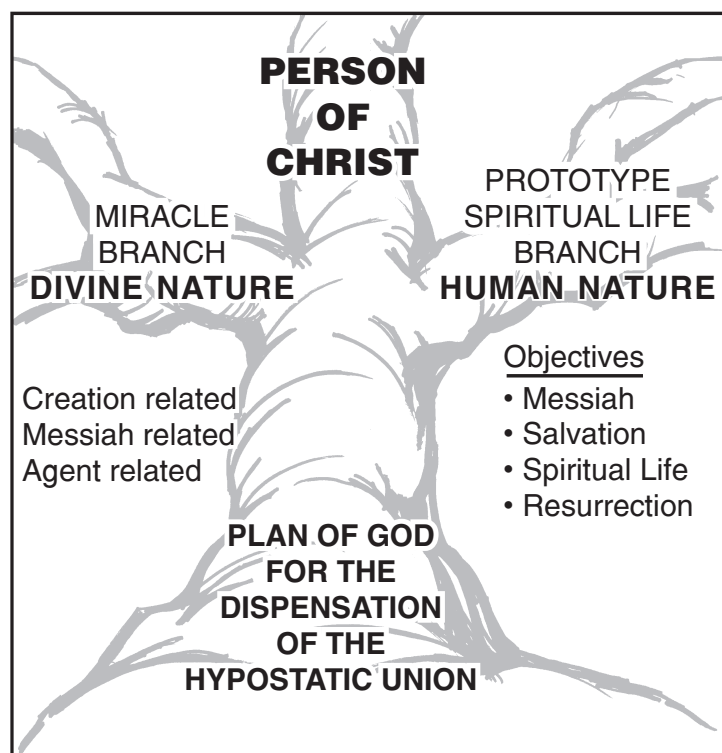 PERSON
OF
CHRIST
MIRACLE
BRANCH
DIVINE NATURE
PROTOTYPE
SPIRITUAL LIFE
BRANCH
HUMAN NATURE
Creation related
Messiah related
Agent related
Objectives
• Messiah
• Salvation
• Spiritual Life
• Resurrection
PLAN OF GOD
FOR THE
DISPENSATION
OF THE
HYPOSTATIC UNION